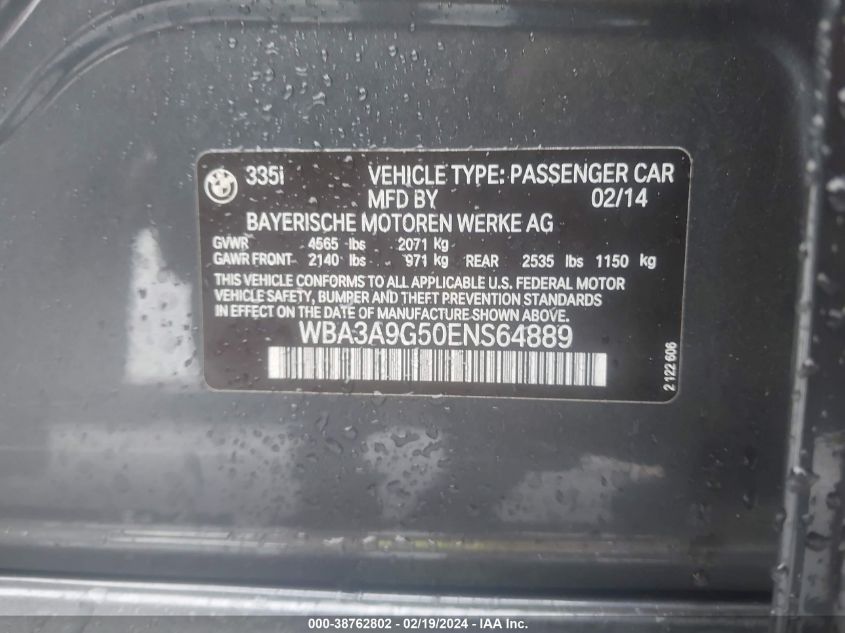 335i VEHICLE TYPE: PASSENGER CAR
MFD BY 02/14
BAYERISCHE MOTOREN WERKE AG
GVWR 4565 lbs 2071 kg
GAWR FRONT 2140 lbs 971 kg REAR 2535 lbs 1150 kg
THIS VEHICLE CONFORMS TO ALL APPLICABLE U.S. FEDERAL MOTOR
VEHICLE SAFETY, BUMPER AND THEFT PREVENTION STANDARDS
IN EFFECT ON THE DATE OF MANUFACTURE SHOWN ABOVE.
WBA3A9G50ENS64889
2 122 606
000-38762802 - 02/19/2024 - IAA Inc.